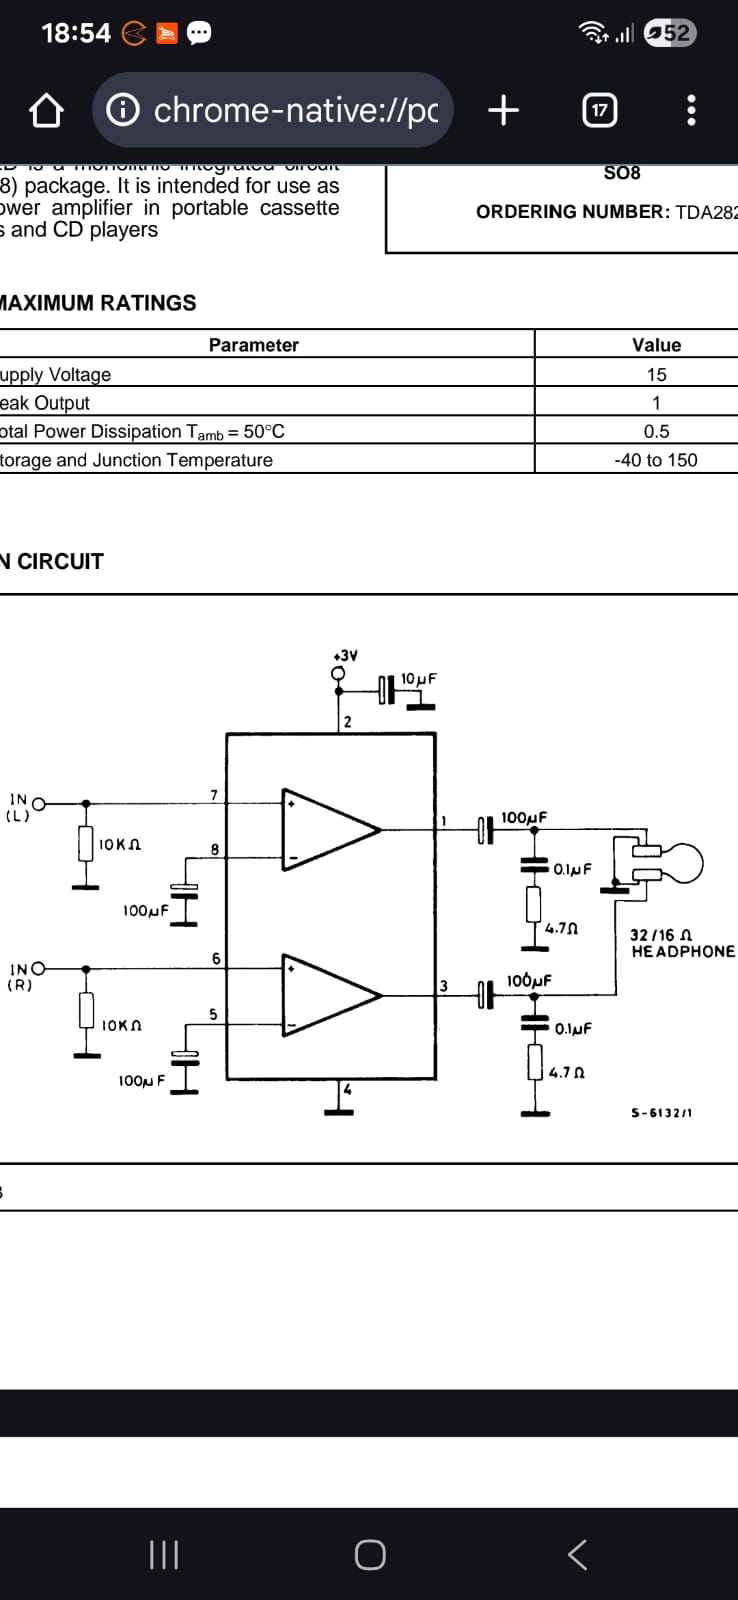 18:54
52
chrome-native://pc
17
8) package. It is intended for use as
ower amplifier in portable cassette
s and CD players
SO8
ORDERING NUMBER: TDA282
MAXIMUM RATINGS
Parameter Value
upply Voltage 15
eak Output 1
otal Power Dissipation Tamb = 50°C 0.5
torage and Junction Temperature -40 to 150
N CIRCUIT
+3V
10µF
2
IN
(L)
7
10KΩ
8
100µF
1
100µF
0.1µF
4.7Ω
32/16 Ω
HEADPHONE
IN
(R)
6
10KΩ
5
100µF
3
100µF
0.1µF
4.7Ω
4
S-6132/1